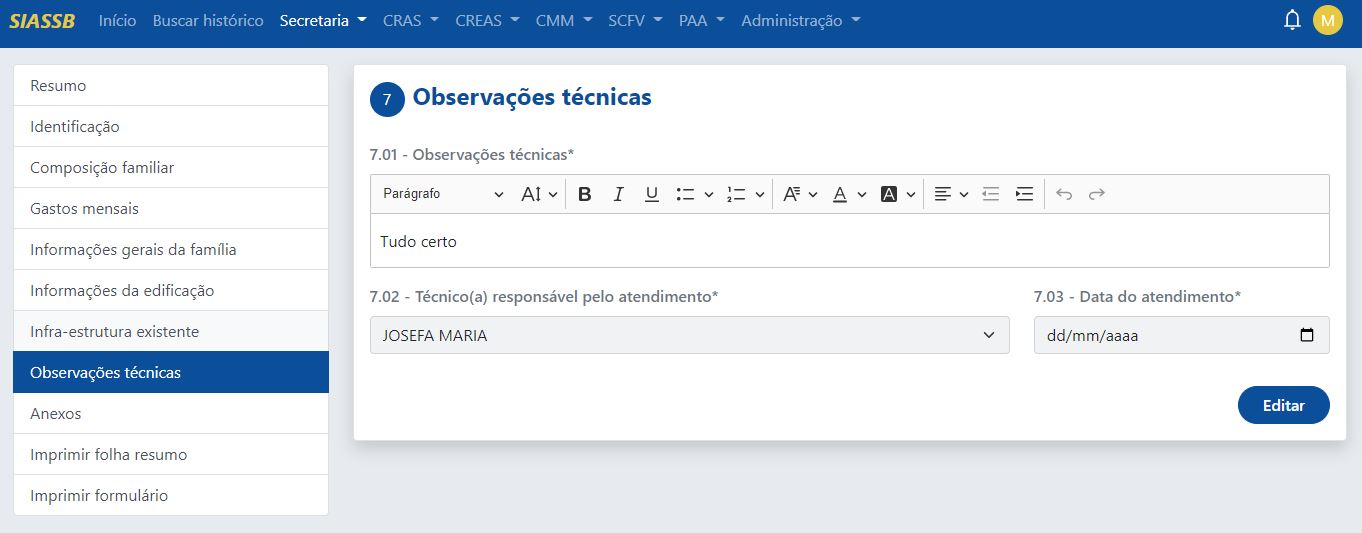 SIASSB Início Buscar histórico Secretaria CRAS CREAS CMM SCFV PAA Administração M
Resumo
Identificação
Composição familiar
Gastos mensais
Informações gerais da família
Informações da edificação
Infra-estrutura existente
Observações técnicas
Anexos
Imprimir folha resumo
Imprimir formulário
7 Observações técnicas
7.01 - Observações técnicas*
Parágrafo
Tudo certo
7.02 - Técnico(a) responsável pelo atendimento*
JOSEFA MARIA
7.03 - Data do atendimento*
dd/mm/aaaa
Editar